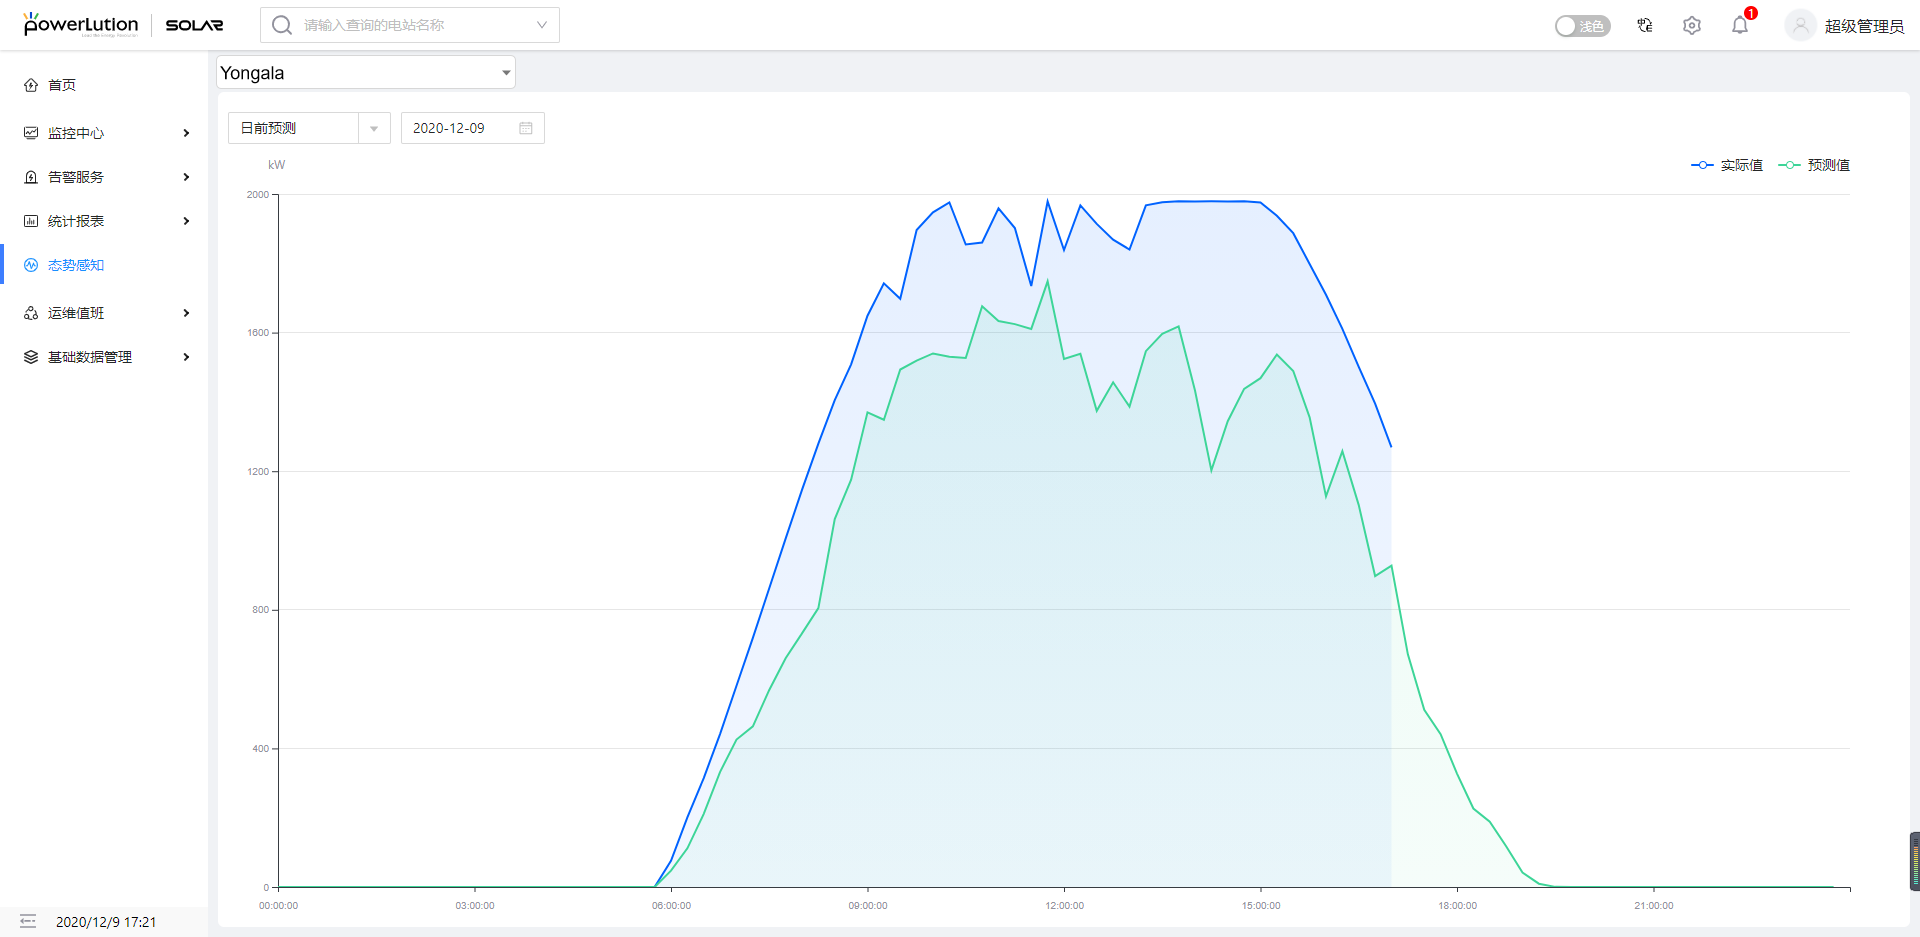 powerLution
SOLAR
请输入查询的电站名称
浅色
1
超级管理员
首页
监控中心
告警服务
统计报表
态势感知
运维值班
基础数据管理
2020/12/9 17:21
Yongala
日前预测
2020-12-09
kW
实际值
预测值
2000
1600
1200
800
400
0
00:00:00
03:00:00
06:00:00
09:00:00
12:00:00
15:00:00
18:00:00
21:00:00